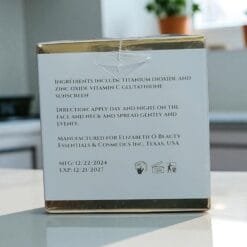 Ingredients include titanium dioxide and
zinc oxide vitamin C, glutathione
sunscreen
Direction: Apply day and night on the
face and neck and spread gently and
evenly.
Manufactured for Elizabeth O Beauty
Essentials & Cosmetics Inc. Texas, USA
MFG: 12/22/2024
EXP: 12/21/2027